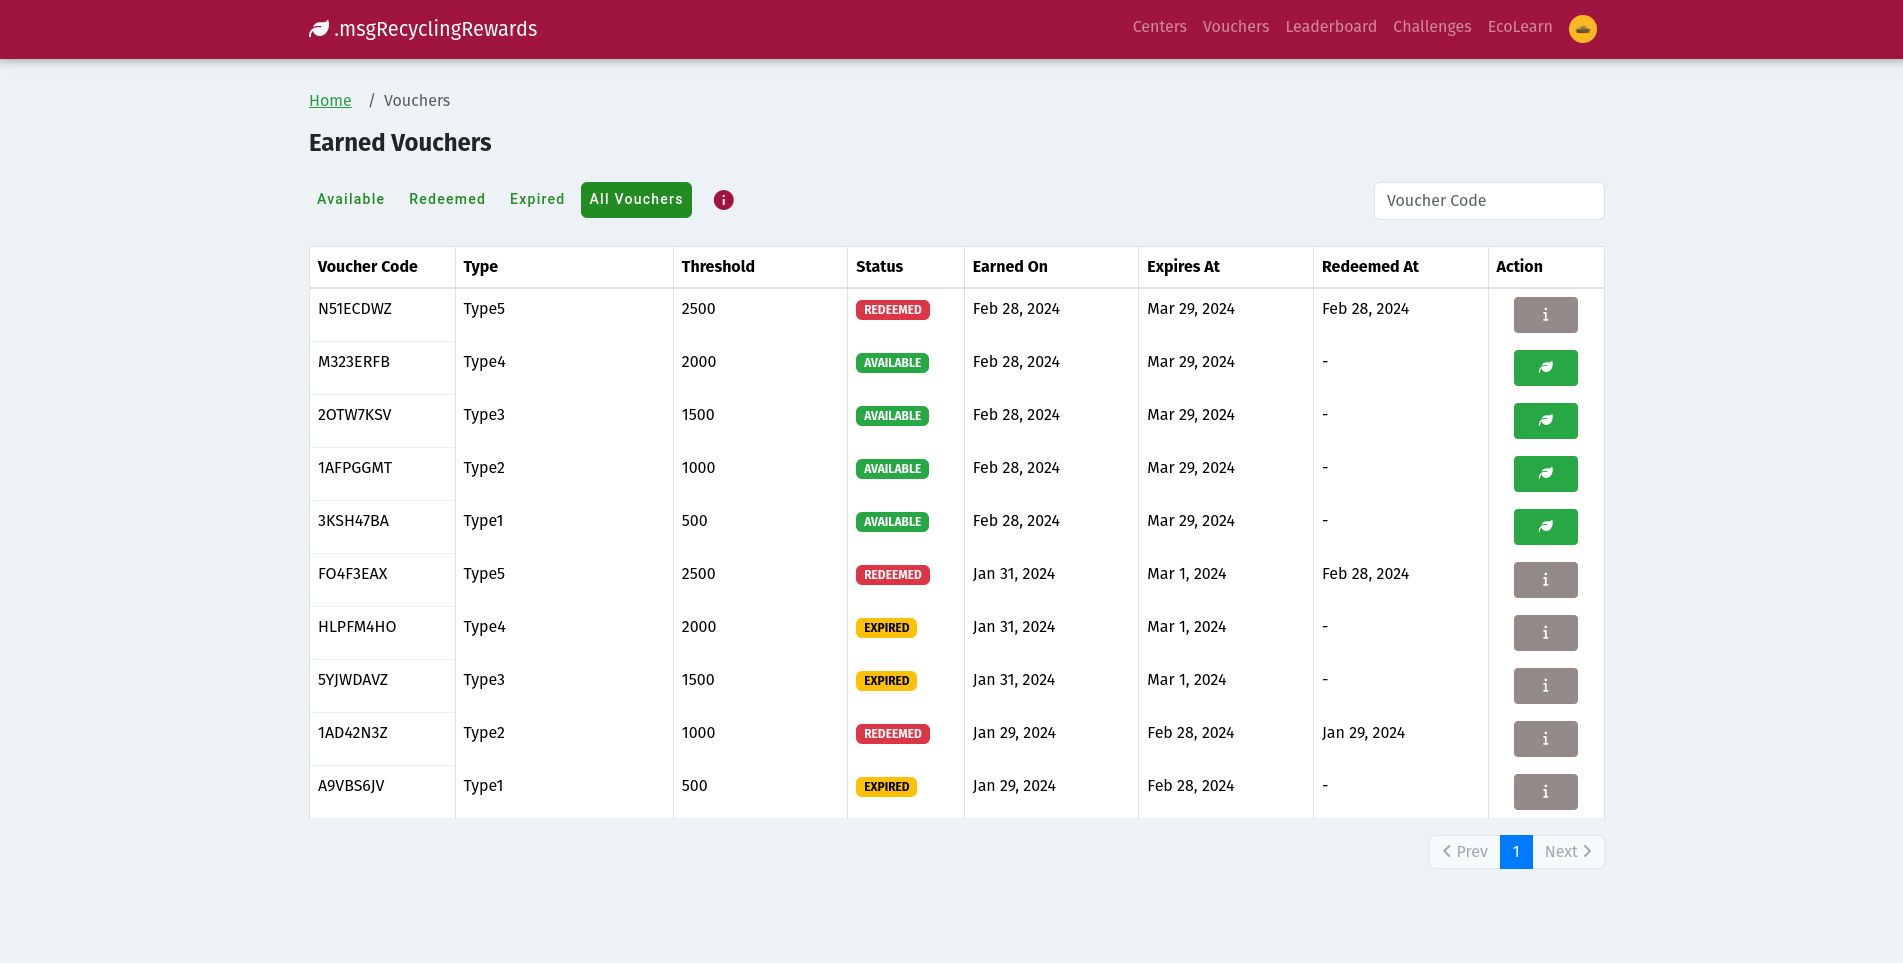 .msgRecyclingRewards Centers Vouchers Leaderboard Challenges EcoLearn
Home / Vouchers
Earned Vouchers
Available Redeemed Expired All Vouchers i Voucher Code
Voucher Code Type Threshold Status Earned On Expires At Redeemed At Action
N51ECDWZ Type5 2500 REDEEMED Feb 28, 2024 Mar 29, 2024 Feb 28, 2024 i
M323ERFB Type4 2000 AVAILABLE Feb 28, 2024 Mar 29, 2024 -
2OTW7KSV Type3 1500 AVAILABLE Feb 28, 2024 Mar 29, 2024 -
1AFPGGMT Type2 1000 AVAILABLE Feb 28, 2024 Mar 29, 2024 -
3KSH47BA Type1 500 AVAILABLE Feb 28, 2024 Mar 29, 2024 -
FO4F3EAX Type5 2500 REDEEMED Jan 31, 2024 Mar 1, 2024 Feb 28, 2024 i
HLPFM4HO Type4 2000 EXPIRED Jan 31, 2024 Mar 1, 2024 - i
5YJWDAVZ Type3 1500 EXPIRED Jan 31, 2024 Mar 1, 2024 - i
1AD42N3Z Type2 1000 REDEEMED Jan 29, 2024 Feb 28, 2024 Jan 29, 2024 i
A9VBS6JV Type1 500 EXPIRED Jan 29, 2024 Feb 28, 2024 - i
Prev 1 Next